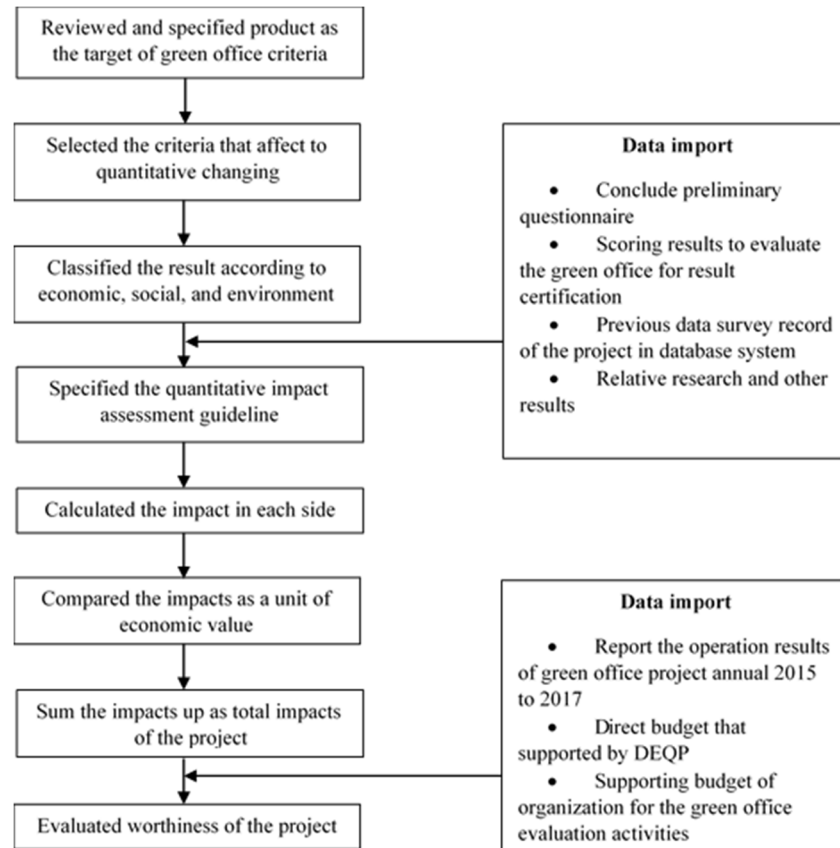 Reviewed and specified product as
the target of green office criteria
Selected the criteria that affect to
quantitative changing
Classified the result according to
economic, social, and environment
Data import
• Conclude preliminary
questionnaire
• Scoring results to evaluate
the green office for result
certification
• Previous data survey record
of the project in database system
• Relative research and other
results
Specified the quantitative impact
assessment guideline
Calculated the impact in each side
Compared the impacts as a unit of
economic value
Sum the impacts up as total impacts
of the project
Data import
• Report the operation results
of green office project annual 2015
to 2017
• Direct budget that
supported by DEQP
• Supporting budget of
organization for the green office
evaluation activities
Evaluated worthiness of the project